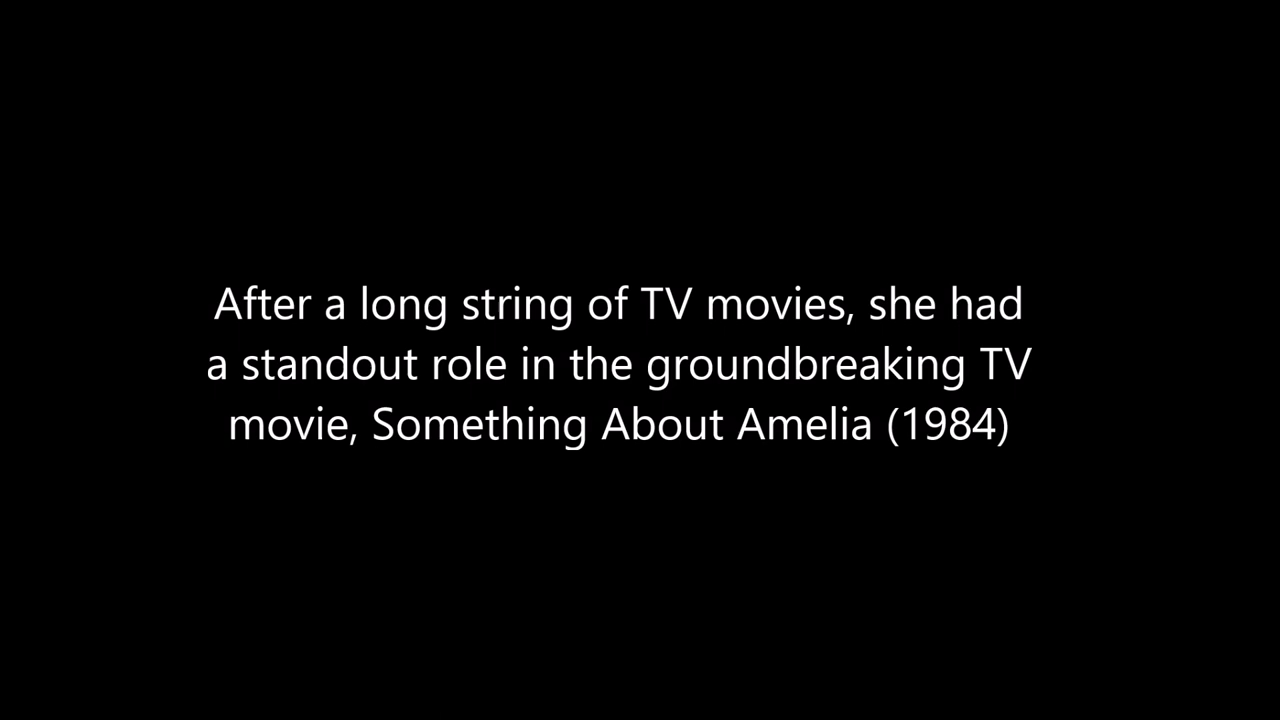 After a long string of TV movies, she had
a standout role in the groundbreaking TV
movie, Something About Amelia (1984)